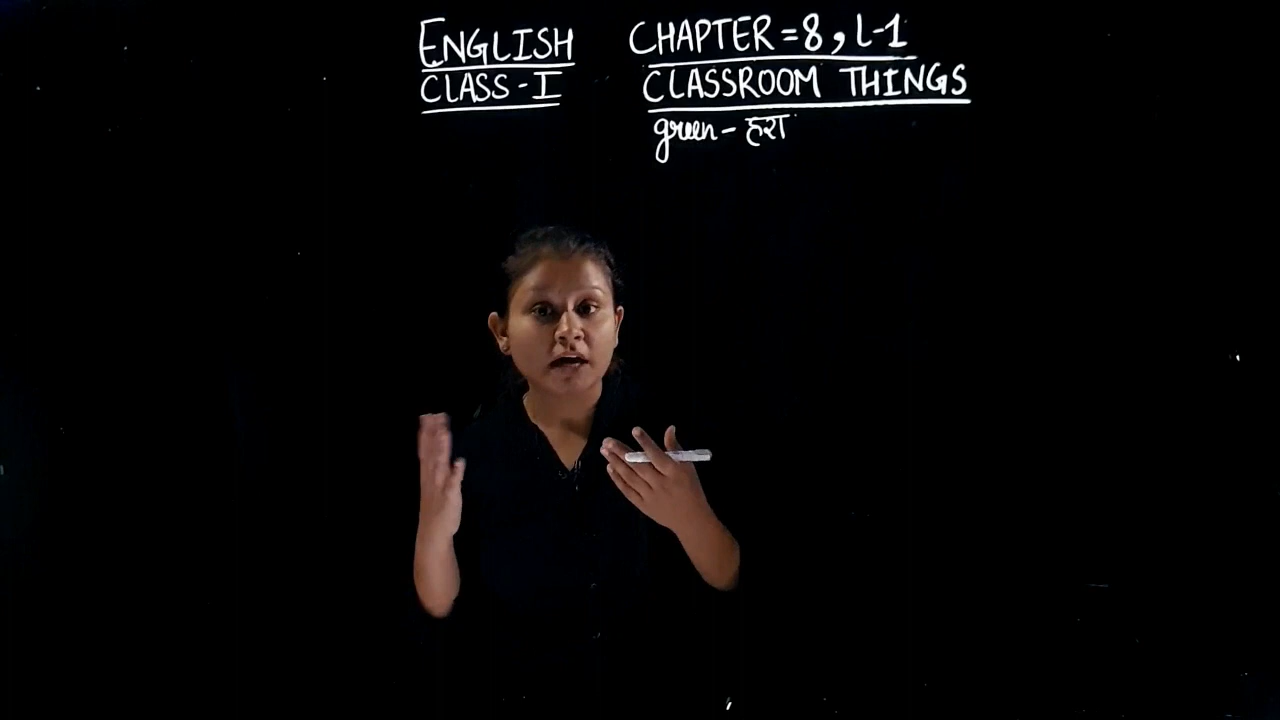 ENGLISH
CLASS-I
CHAPTER=8, L-1
CLASSROOM THINGS
green - हरा